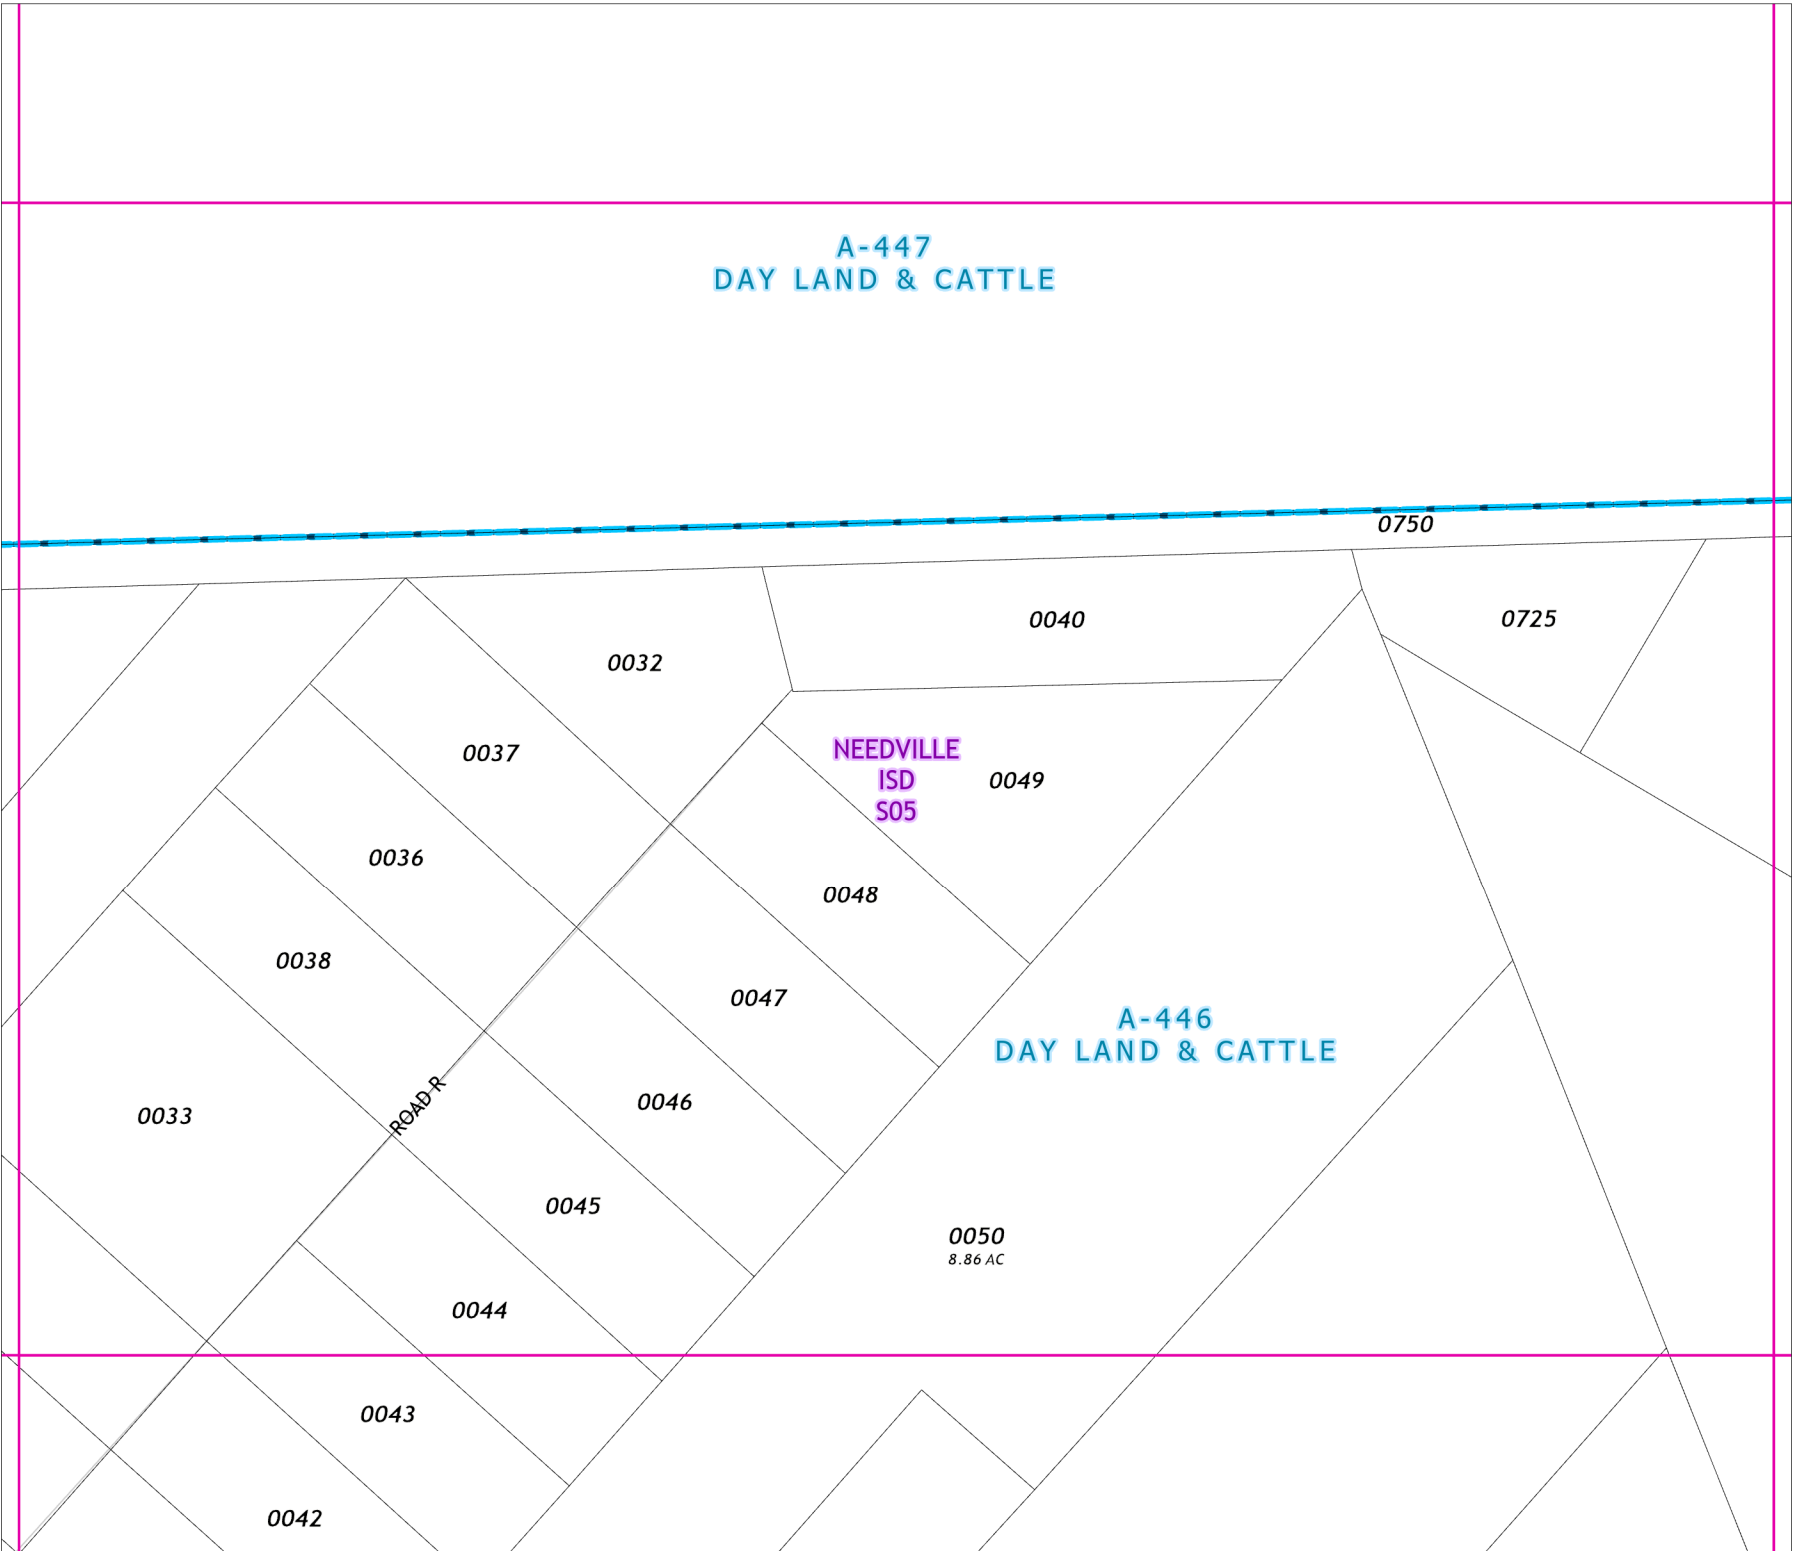 A-447
DAY LAND & CATTLE
0750
0040
0725
0032
NEEDVILLE
ISD
S05
0049
0037
0036
0048
0038
0047
A-446
DAY LAND & CATTLE
ROAD R
0046
0033
0045
0050
8.86 AC
0044
0043
0042